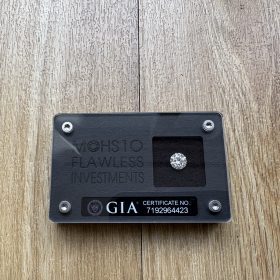 MOHSTO
FLAWLESS
INVESTMENTS
GIA
CERTIFICATE NO.:
7192964423